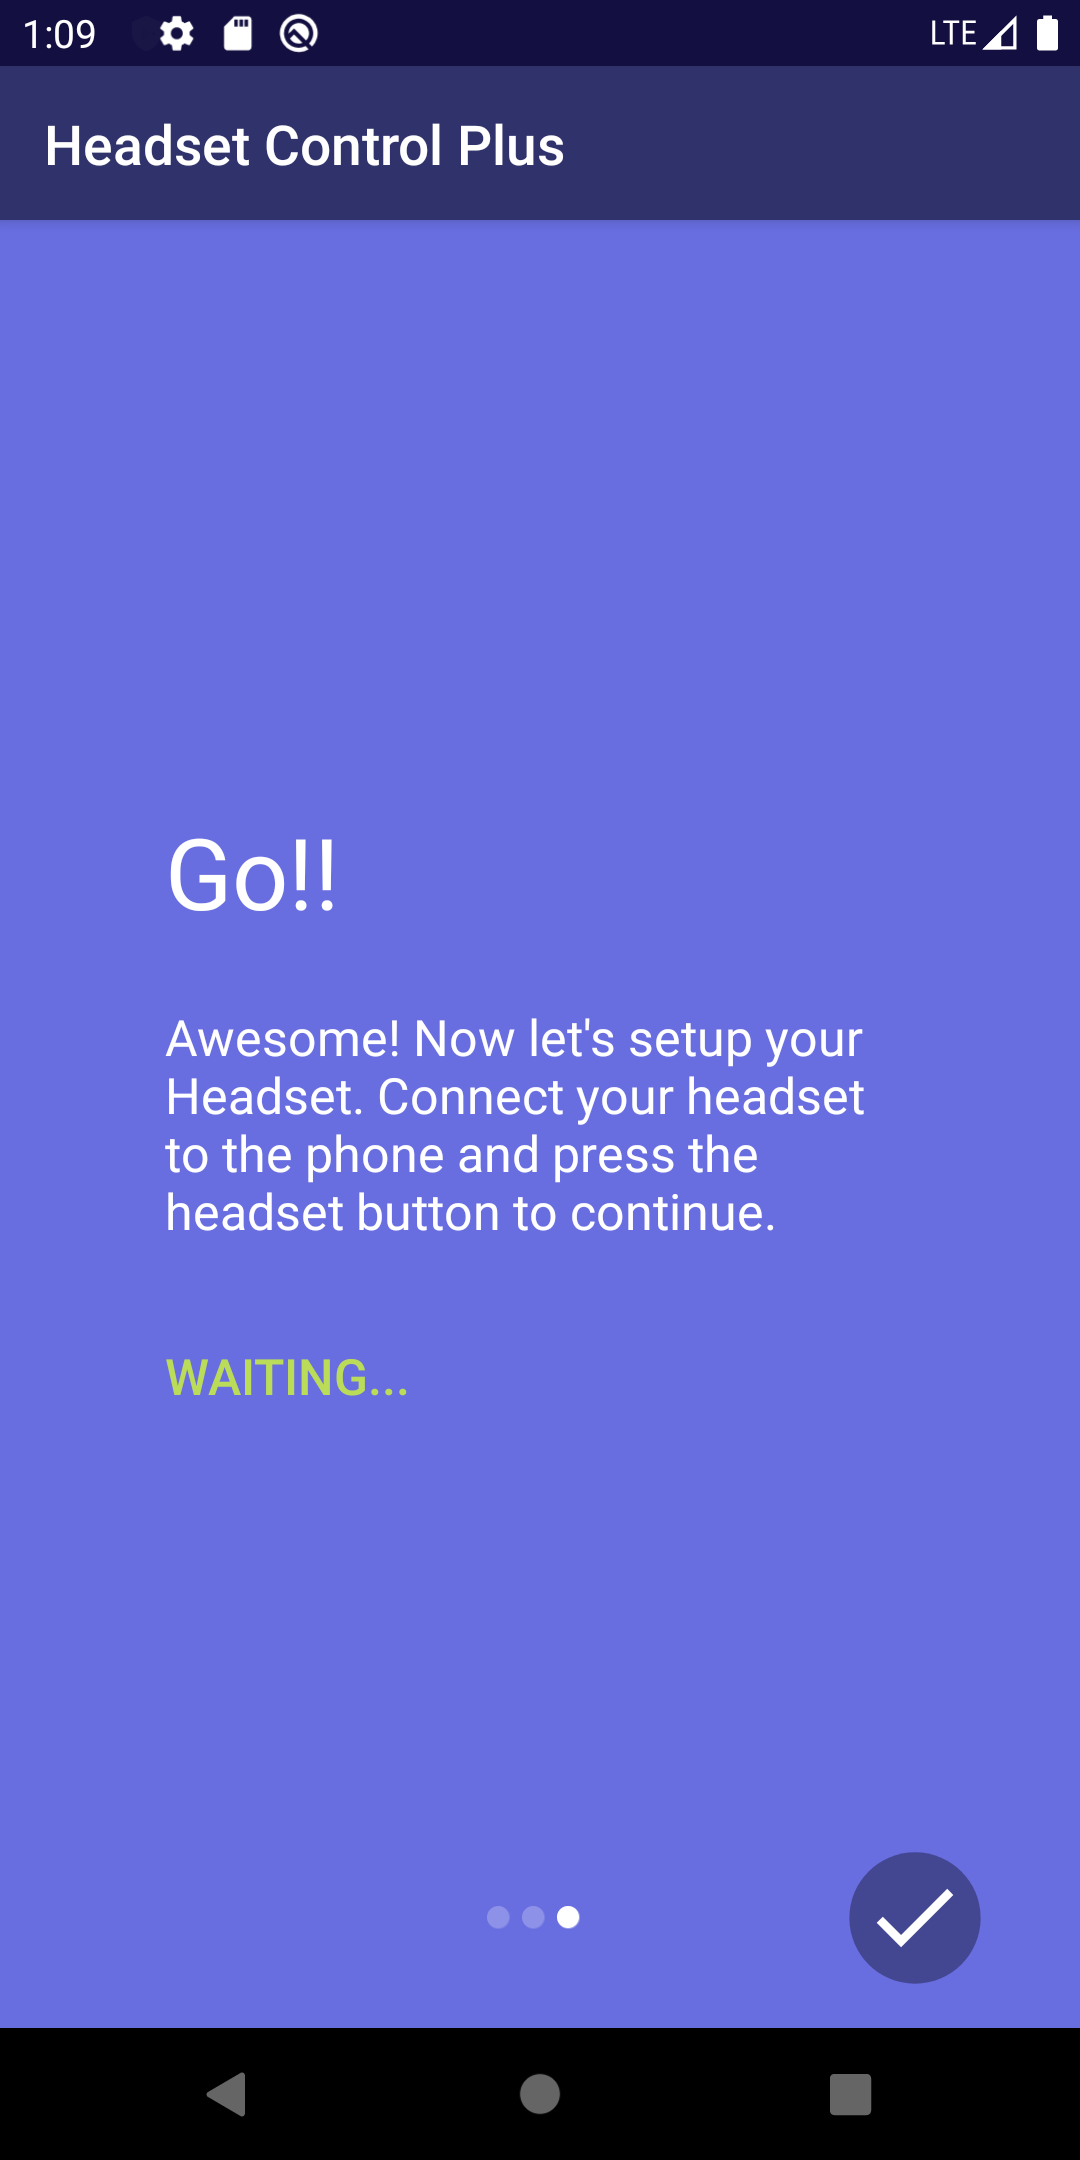 1:09
LTE
Headset Control Plus
Go!!
Awesome! Now let's setup your
Headset. Connect your headset
to the phone and press the
headset button to continue.
WAITING...